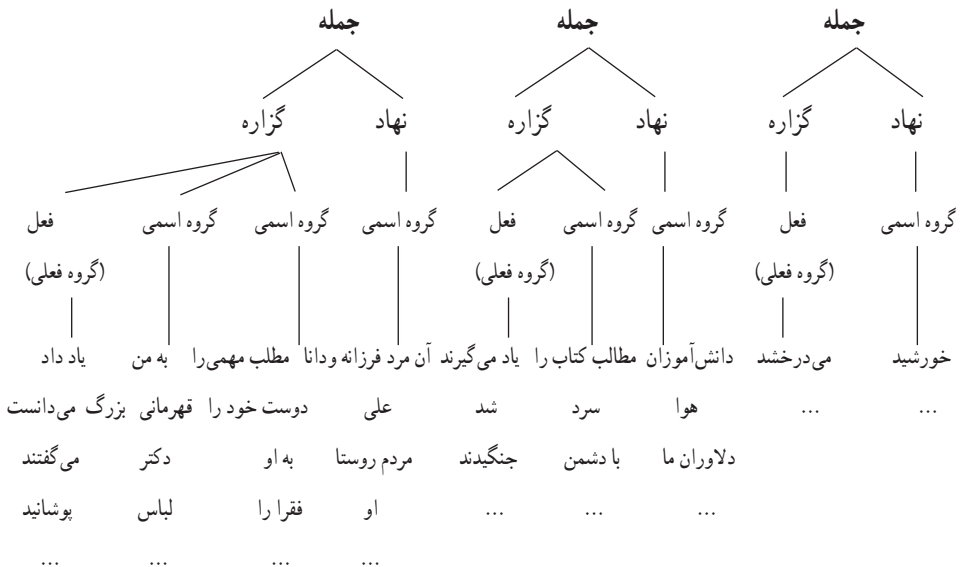 جمله جمله جمله
نهاد گزاره نهاد گزاره نهاد گزاره
گروه اسمی فعل گروه اسمی گروه اسمی فعل گروه اسمی گروه اسمی گروه اسمی فعل
(گروه فعلی) (گروه فعلی) (گروه فعلی)
خورشید می‌درخشد دانش‌آموزان مطالب کتاب را یاد می‌گیرند آن مرد فرزانه ودانا مطلب مهمی‌را به من یاد داد
... ... هوا سرد شد علی دوست خود را قهرمانی بزرگ می‌دانست
دلاوران ما با دشمن جنگیدند مردم روستا به او دکتر می‌گفتند
... ... ... او فقرا را لباس پوشانید
... ... ... ...